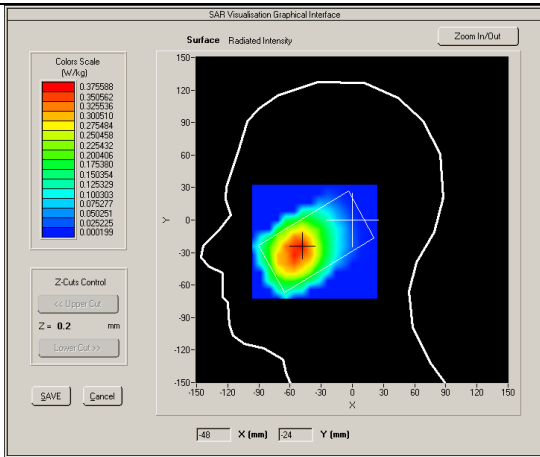 SAR Visualisation Graphical Interface
Surface Radiated Intensity
Zoom In/Out
Colors Scale
(W/kg)
0.375588
0.350562
0.325536
0.300510
0.275484
0.250458
0.225432
0.200406
0.175380
0.150354
0.125329
0.100303
0.075277
0.050251
0.025225
0.000199
Z-Cuts Control
<< Upper Cut
Z = 0.2 mm
Lower Cut >>
SAVE Cancel
150
120
90
60
30
0
-30
-60
-90
-120
-150
Y
-150 -120 -90 -60 -30 0 30 60 90 120 150
X
-48 X (mm) -24 Y (mm)